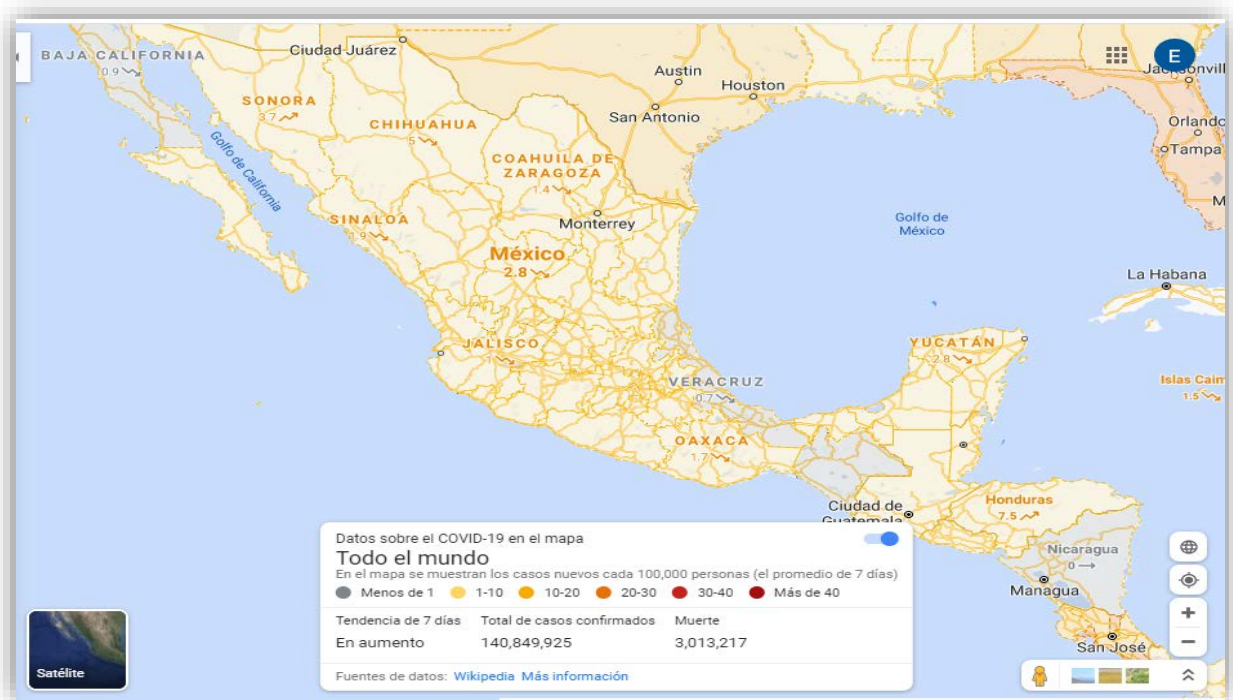 BAJA CALIFORNIA
0.9
Ciudad Juárez
E
Austin
Houston
San Antonio
Orlando
Tampa
SONORA
3.7
CHIHUAHUA
5
Golfo de California
COAHUILA DE
ZARAGOZA
1.4
SINALOA
1.9
Monterrey
Golfo de
México
México
2.8
La Habana
JALISCO
1
YUCATÁN
2.8
VERACRUZ
0.7
Islas Caim
1.5
OAXACA
1.7
Ciudad de
Guatemala
Honduras
7.5
Nicaragua
0
Managua
San José
Datos sobre el COVID-19 en el mapa
Todo el mundo
En el mapa se muestran los casos nuevos cada 100,000 personas (el promedio de 7 días)
Menos de 1 1-10 10-20 20-30 30-40 Más de 40
Tendencia de 7 días Total de casos confirmados Muerte
En aumento 140,849,925 3,013,217
Fuentes de datos: Wikipedia Más información
Satélite